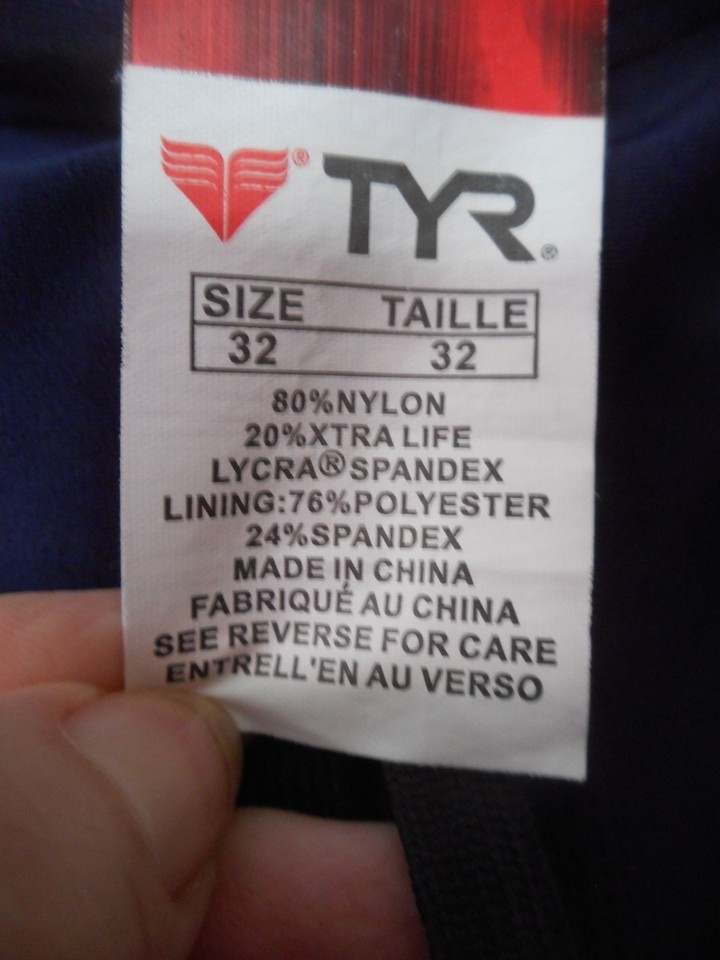 ® TYR®
SIZE TAILLE
32 32
80%NYLON
20%XTRA LIFE
LYCRA®SPANDEX
LINING:76%POLYESTER
24%SPANDEX
MADE IN CHINA
FABRIQUÉ AU CHINA
SEE REVERSE FOR CARE
ENTRELL'EN AU VERSO